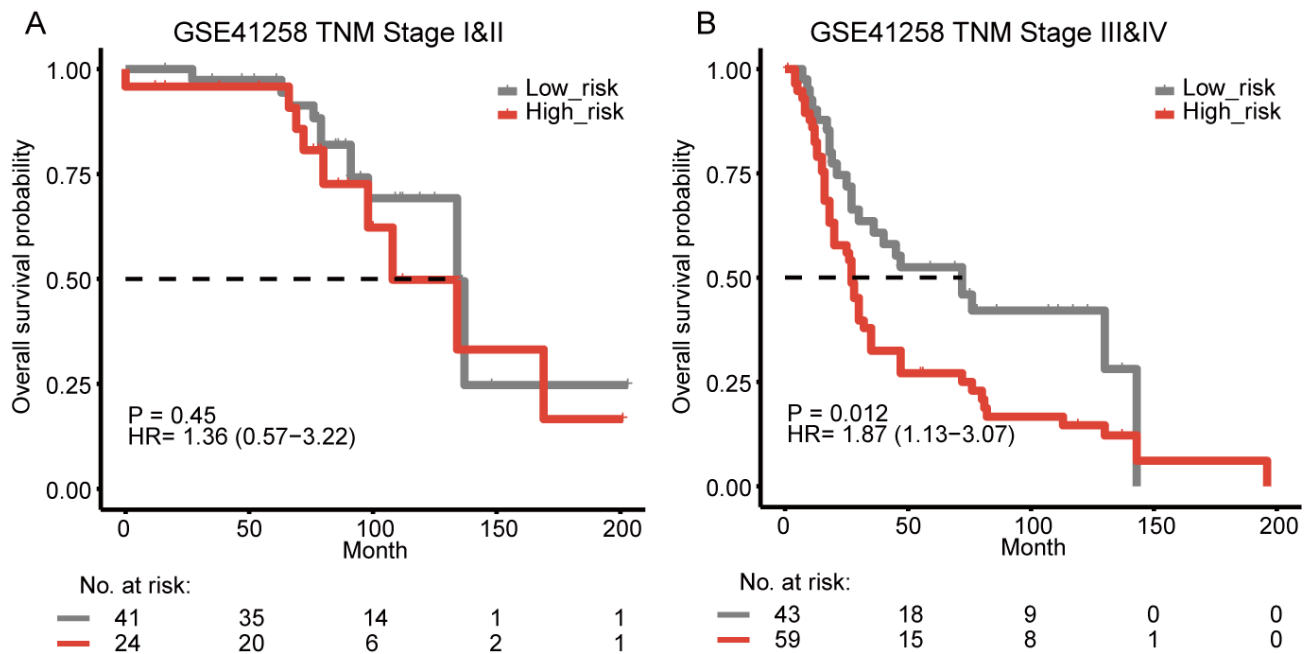 A
GSE41258 TNM Stage I&II
Overall survival probability
1.00
0.75
0.50
0.25
0.00
Low_risk
High_risk
P = 0.45
HR= 1.36 (0.57−3.22)
0 50 100 150 200
Month
No. at risk:
41 35 14 1 1
24 20 6 2 1
B
GSE41258 TNM Stage III&IV
Overall survival probability
1.00
0.75
0.50
0.25
0.00
Low_risk
High_risk
P = 0.012
HR= 1.87 (1.13−3.07)
0 50 100 150 200
Month
No. at risk:
43 18 9 0 0
59 15 8 1 0